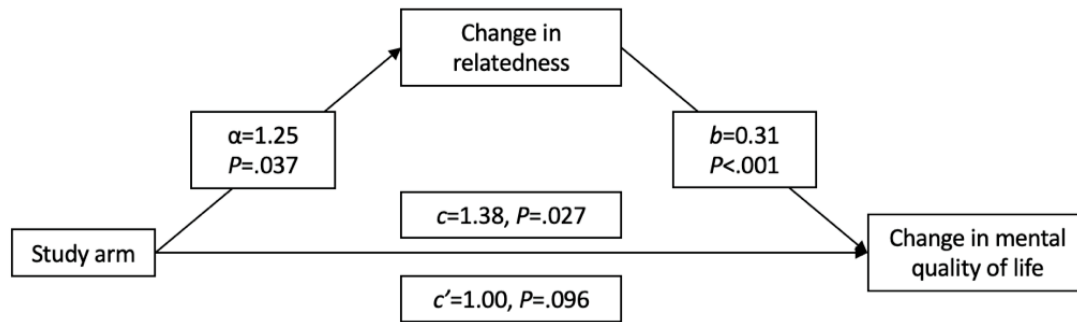 Change in
relatedness
α=1.25
P=.037
b=0.31
P<.001
c=1.38, P=.027
Study arm
Change in mental
quality of life
c′=1.00, P=.096